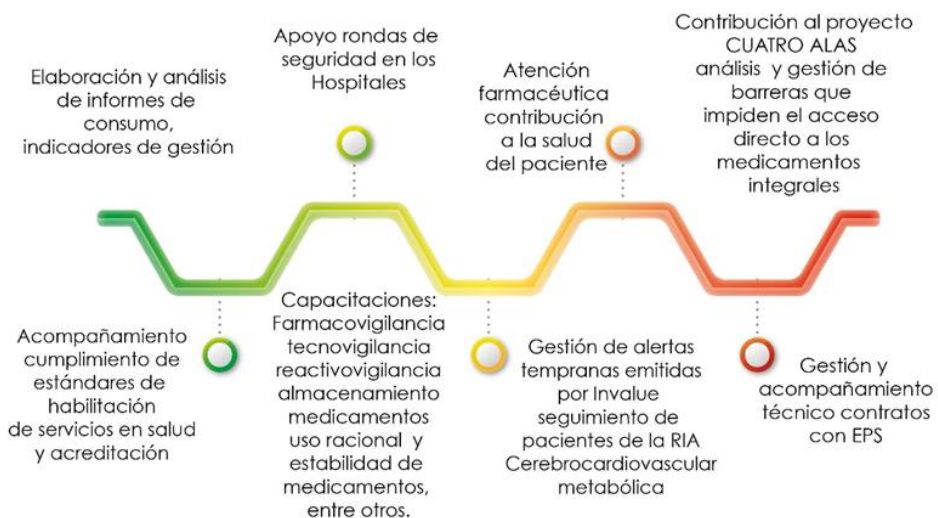 Elaboración y análisis
de informes de
consumo,
indicadores de gestión
Apoyo rondas de
seguridad en los
Hospitales
Atención
farmacéutica
contribución
a la salud
del paciente
Contribución al proyecto
CUATRO ALAS
análisis y gestión de
barreras que
impiden el acceso
directo a los
medicamentos
integrales
Acompañamiento
cumplimiento de
estándares de
habilitación
de servicios en salud
y acreditación
Capacitaciones:
Farmacovigilancia
tecnovigilancia
reactivovigilancia
almacenamiento
medicamentos
uso racional y
estabilidad de
medicamentos,
entre otros.
Gestión de alertas
tempranas emitidas
por Invalue
seguimiento de
pacientes de la RIA
Cerebrocardiovascular
metabólica
Gestión y
acompañamiento
técnico contratos
con EPS